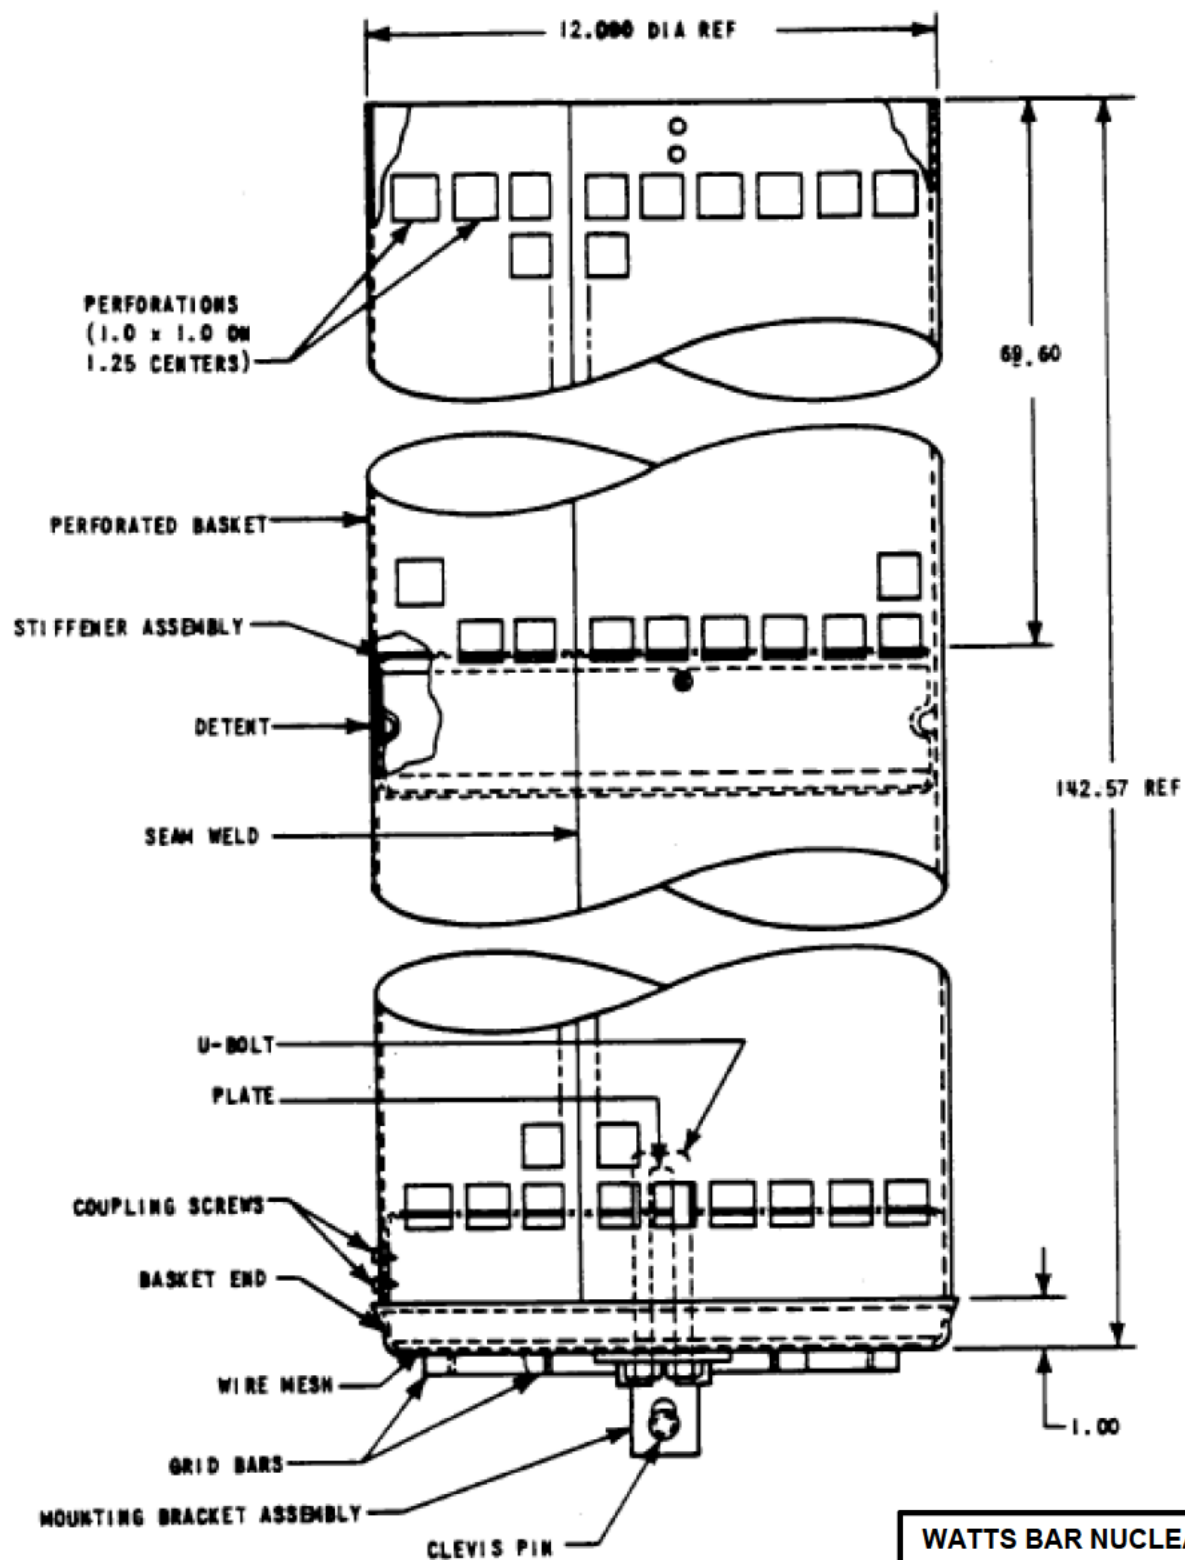 12.000 DIA REF
PERFORATIONS
(1.0 x 1.0 ON
1.25 CENTERS)
69.60
PERFORATED BASKET
STIFFENER ASSEMBLY
DETENT
142.57 REF
SEAM WELD
U-BOLT
PLATE
COUPLING SCREWS
BASKET END
WIRE MESH
1.00
GRID BARS
MOUNTING BRACKET ASSEMBLY
CLEVIS PIN
WATTS BAR NUCLEA